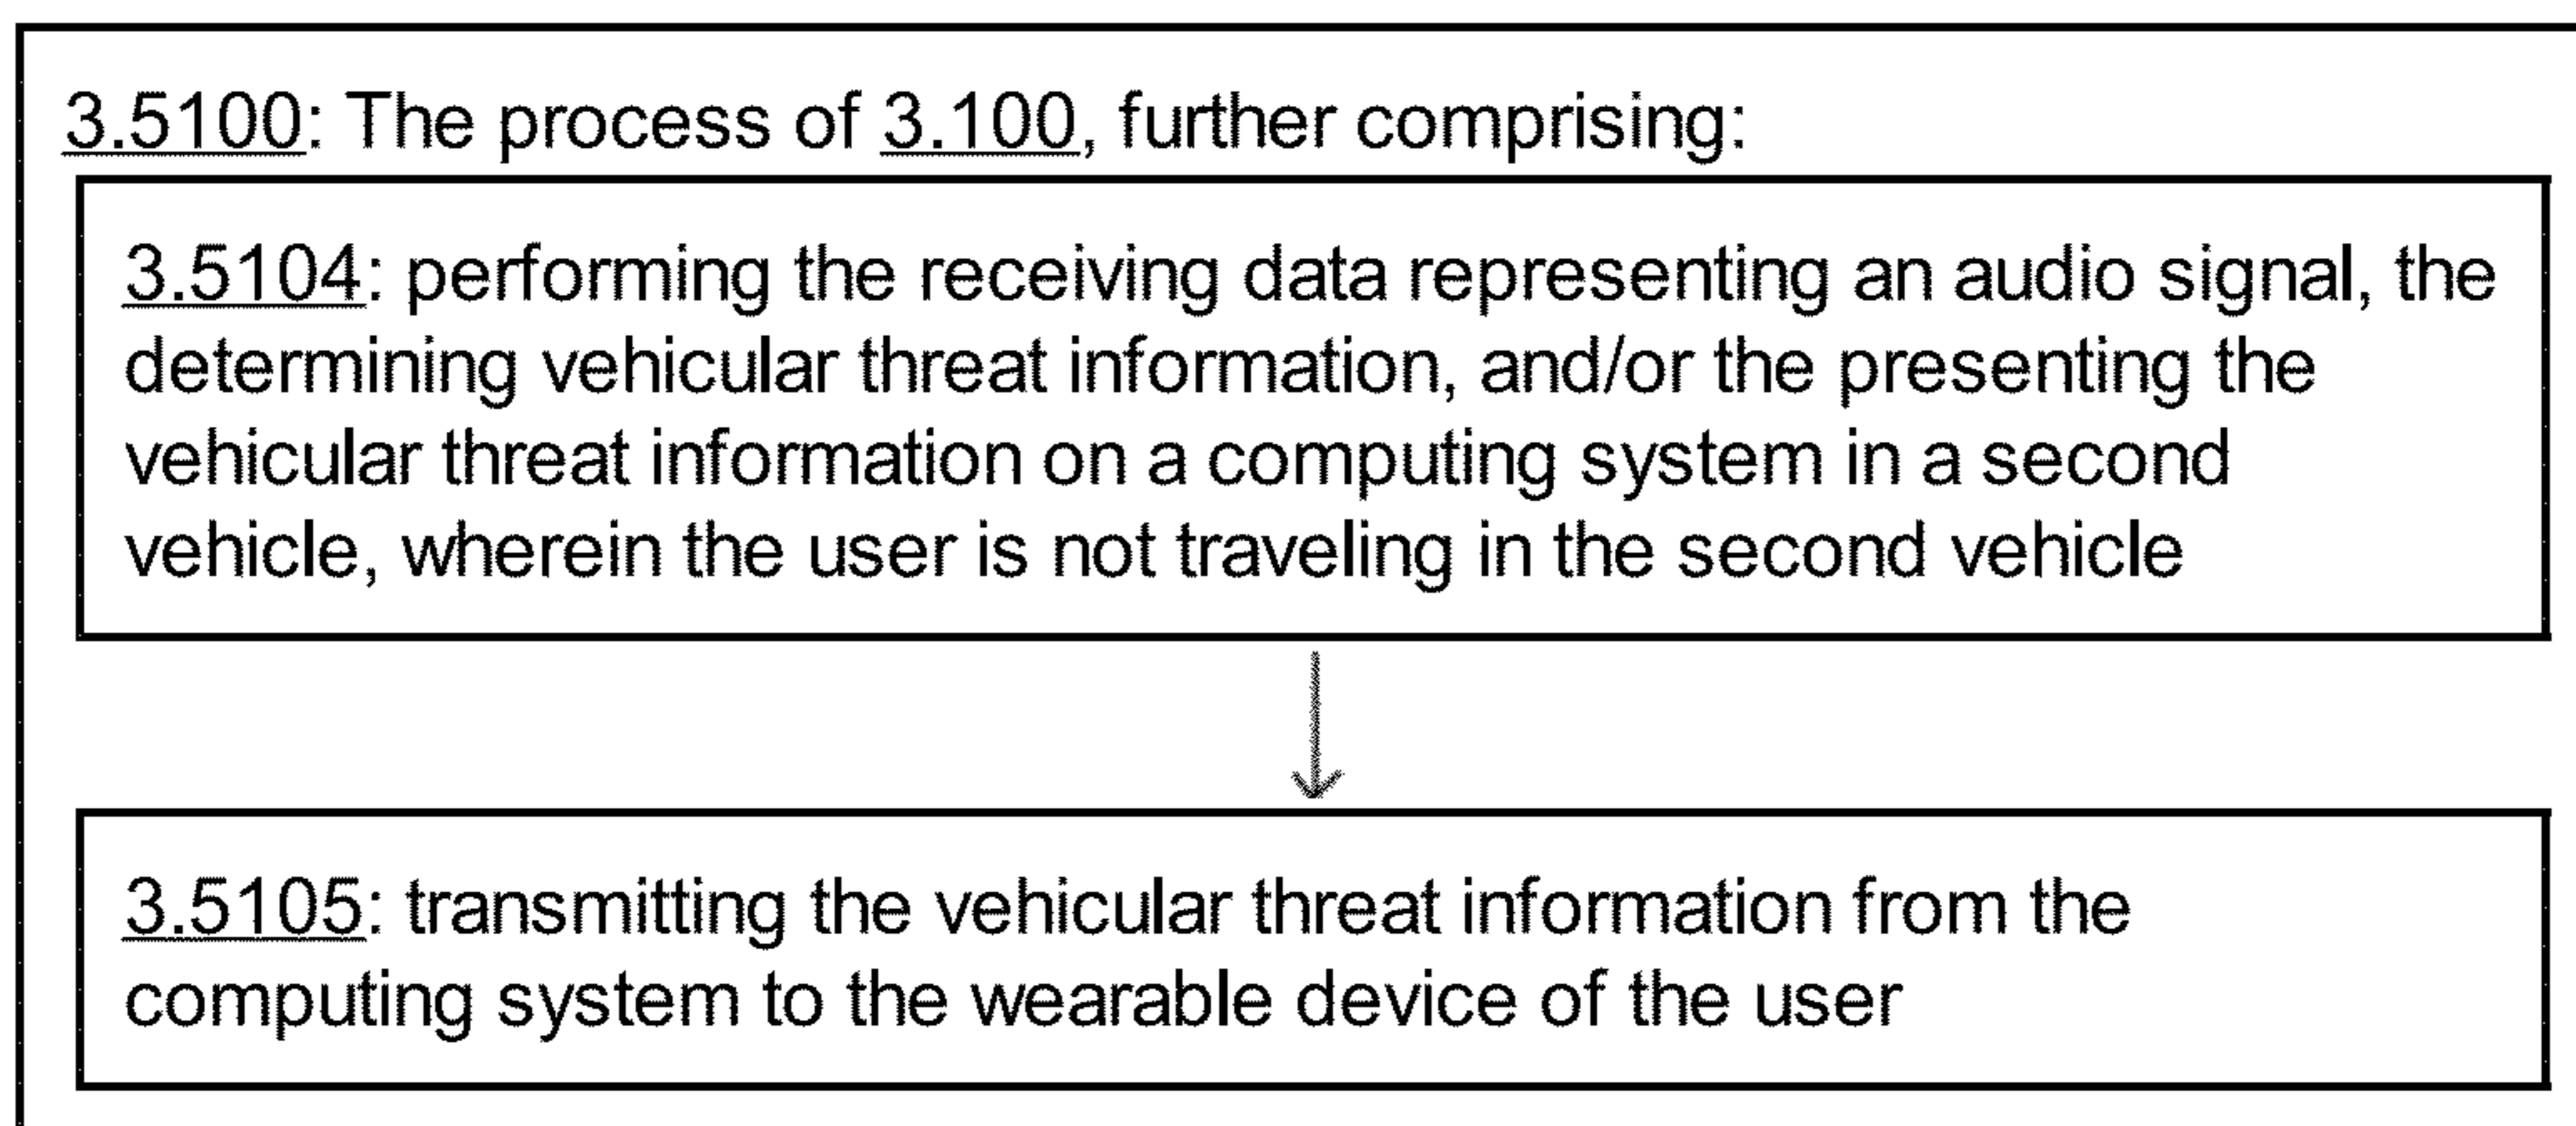 3.5100: The process of 3.100, further comprising:
3.5104: performing the receiving data representing an audio signal, the
determining vehicular threat information, and/or the presenting the
vehicular threat information on a computing system in a second
vehicle, wherein the user is not traveling in the second vehicle
3.5105: transmitting the vehicular threat information from the
computing system to the wearable device of the user